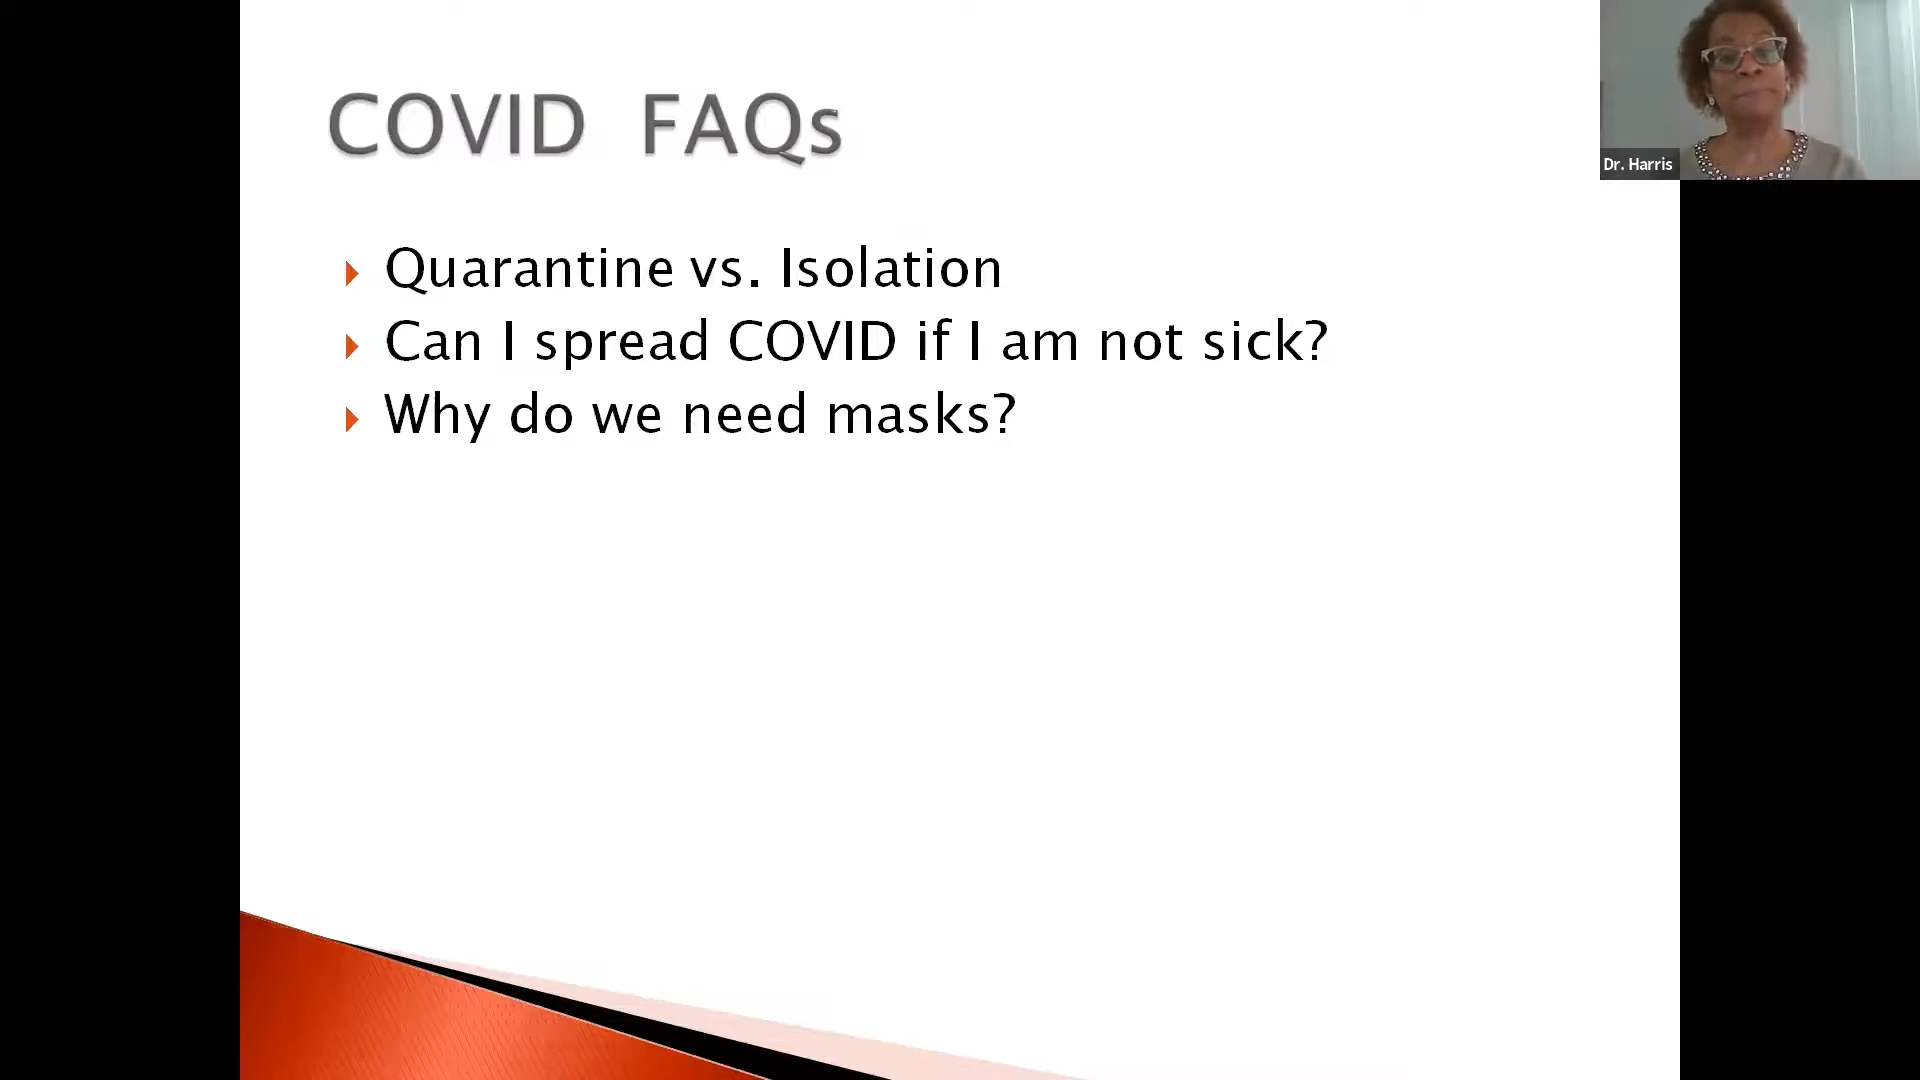 COVID FAQs
Quarantine vs. Isolation
Can I spread COVID if I am not sick?
Why do we need masks?
Dr. Harris